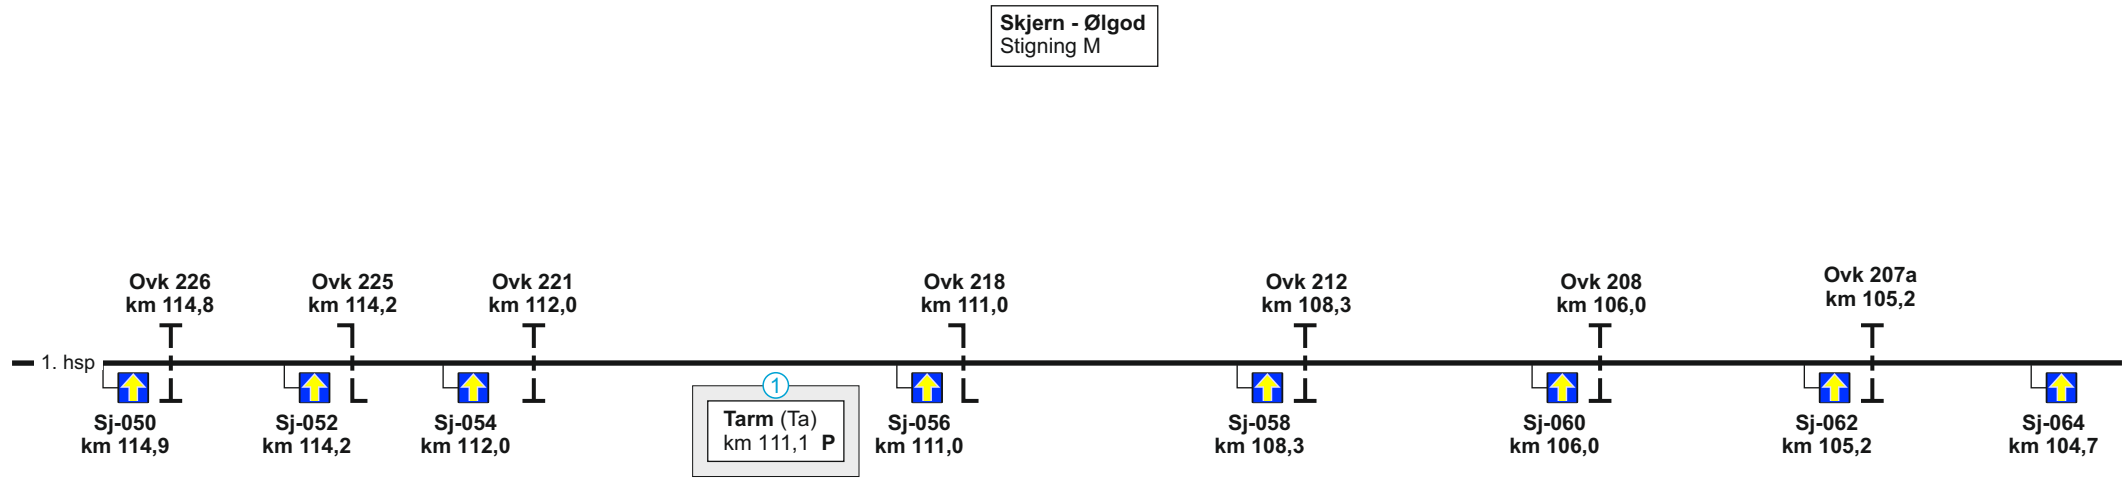 Skjern - Ølgod
Stigning M
Ovk 226
km 114,8
Ovk 225
km 114,2
Ovk 221
km 112,0
Ovk 218
km 111,0
Ovk 212
km 108,3
Ovk 208
km 106,0
Ovk 207a
km 105,2
1. hsp
Sj-050
km 114,9
Sj-052
km 114,2
Sj-054
km 112,0
1
Tarm (Ta)
km 111,1 P
Sj-056
km 111,0
Sj-058
km 108,3
Sj-060
km 106,0
Sj-062
km 105,2
Sj-064
km 104,7